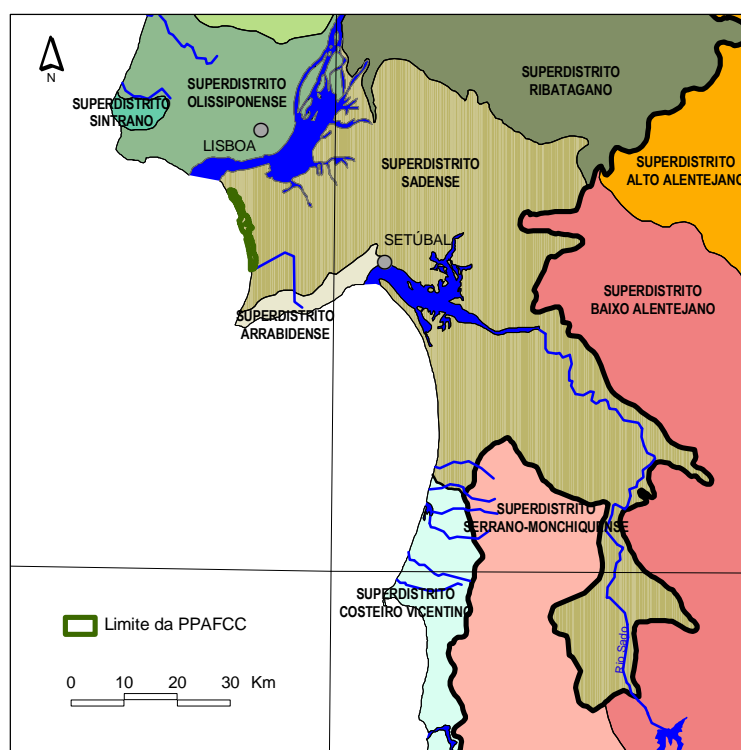 N
SUPERDISTRITO
OLISSIPONENSE
SUPERDISTRITO
SINTRANO
LISBOA
SUPERDISTRITO
RIBATAGANO
SUPERDISTRITO
SADENSE
SUPERDISTRITO
ALTO ALENTEJANO
SETÚBAL
SUPERDISTRITO
BAIXO ALENTEJANO
SUPERDISTRITO
ARRABIDENSE
SUPERDISTRITO
SERRANO-MONCHIQUENSE
SUPERDISTRITO
COSTEIRO VICENTINO
Rio Sado
Limite da PPAFCC
0 10 20 30 Km